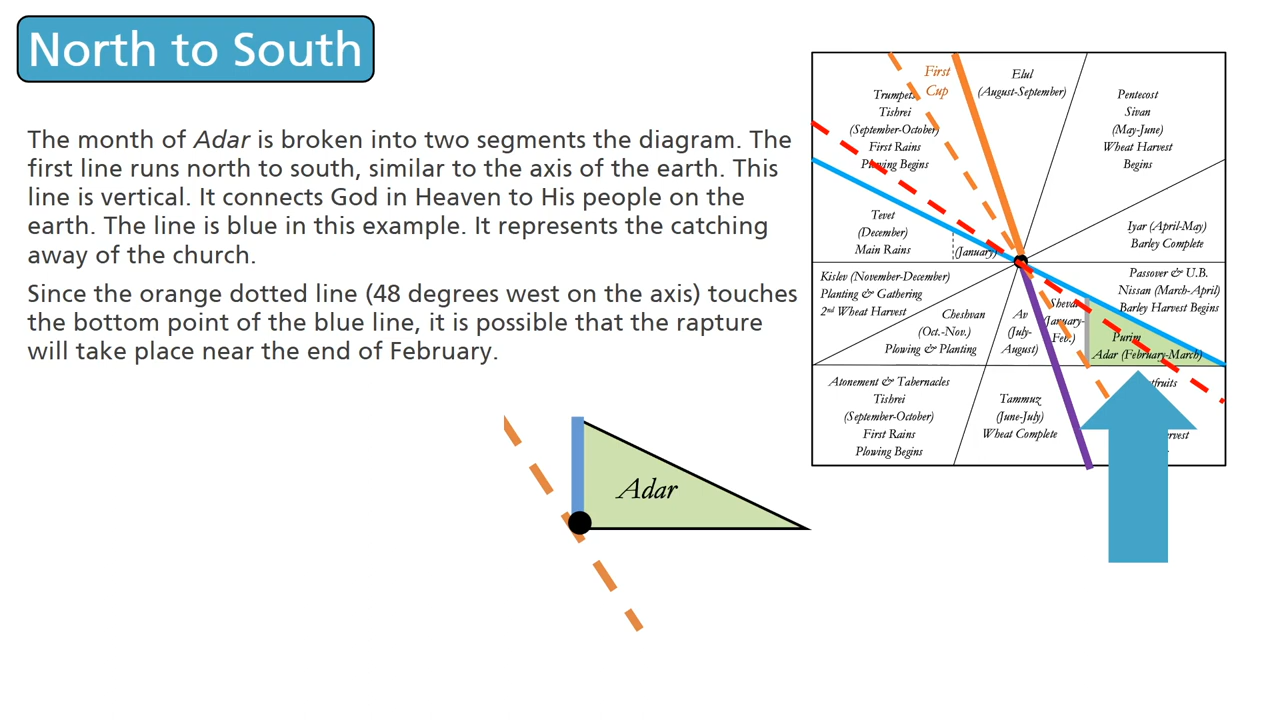 North to South
The month of Adar is broken into two segments the diagram. The
first line runs north to south, similar to the axis of the earth. This
line is vertical. It connects God in Heaven to His people on the
earth. The line is blue in this example. It represents the catching
away of the church.
Since the orange dotted line (48 degrees west on the axis) touches
the bottom point of the blue line, it is possible that the rapture
will take place near the end of February.
Adar
First
Cup
Trumpets
Tishrei
(September-October)
First Rains
Plowing Begins
Elul
(August-September)
Pentecost
Sivan
(May-June)
Wheat Harvest
Begins
Tevet
(December)
Main Rains
(January)
Iyar (April-May)
Barley Complete
Kislev (November-December)
Planting & Gathering
2nd Wheat Harvest
Cheshvan
(Oct.-Nov.)
Plowing & Planting
Av
(July-
August)
Shevat
(January-
Feb.)
Passover & U.B.
Nissan (March-April)
Barley Harvest Begins
Purim
Adar (February-March)
Atonement & Tabernacles
Tishrei
(September-October)
First Rains
Plowing Begins
Tammuz
(June-July)
Wheat Complete